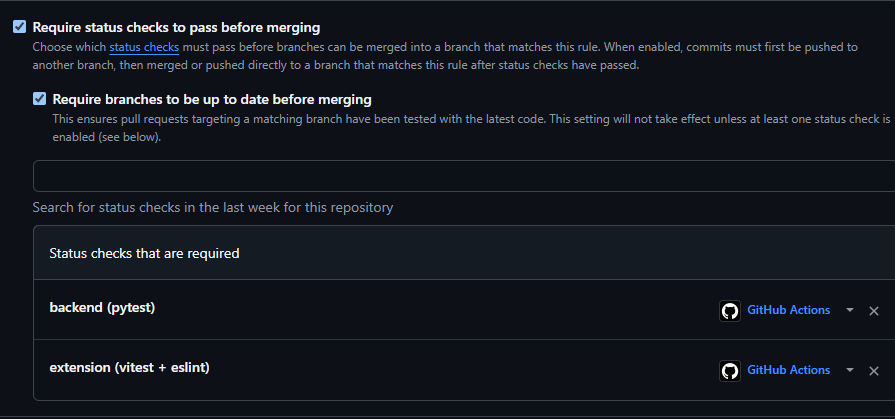 Require status checks to pass before merging
Choose which status checks must pass before branches can be merged into a branch that matches this rule. When enabled, commits must first be pushed to
another branch, then merged or pushed directly to a branch that matches this rule after status checks have passed.
Require branches to be up to date before merging
This ensures pull requests targeting a matching branch have been tested with the latest code. This setting will not take effect unless at least one status check is
enabled (see below).
Search for status checks in the last week for this repository
Status checks that are required
backend (pytest)
GitHub Actions
extension (vitest + eslint)
GitHub Actions